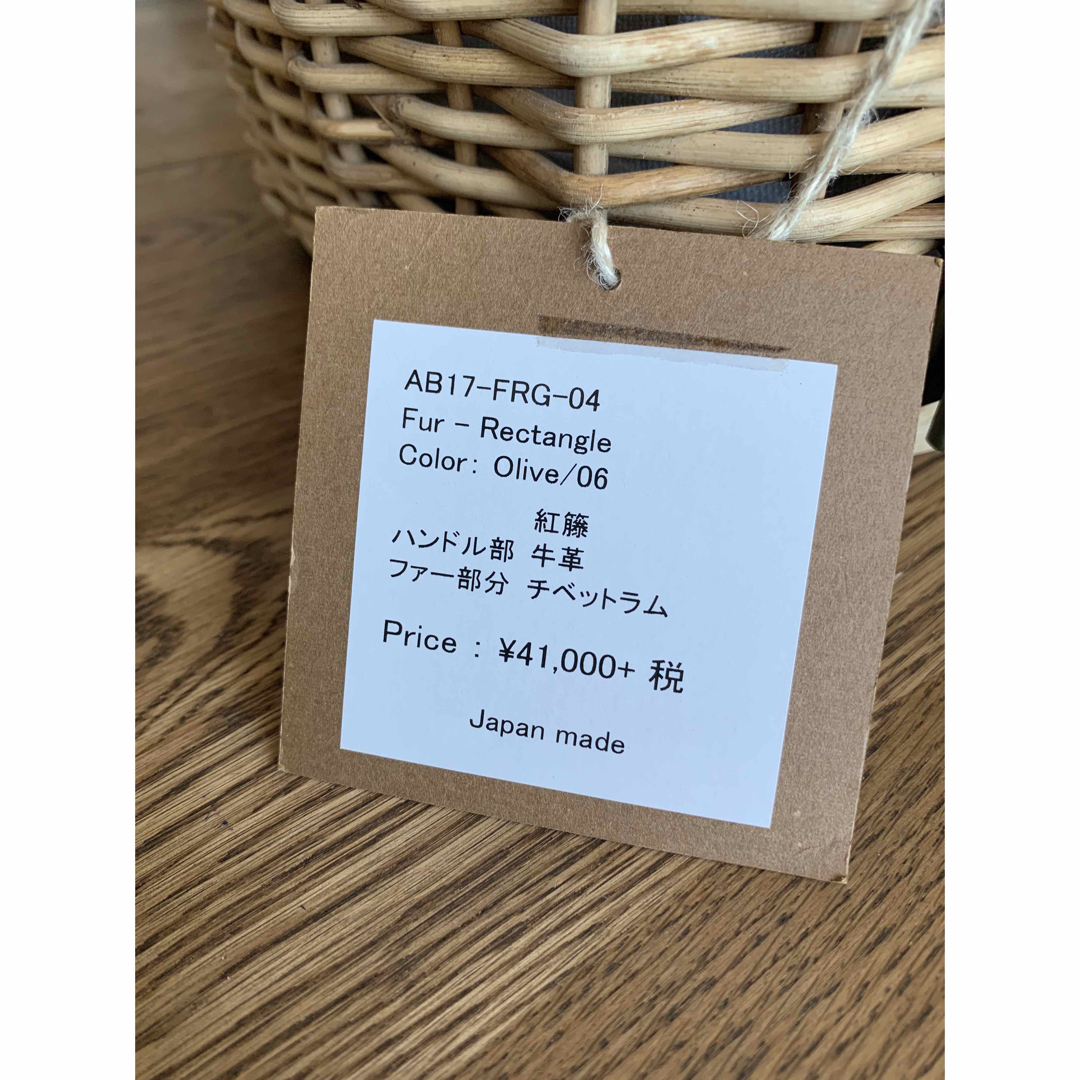 AB17-FRG-04
Fur - Rectangle
Color: Olive/06
紅籐
ハンドル部 牛革
ファー部分 チベットラム
Price : ¥41,000+ 税
Japan made